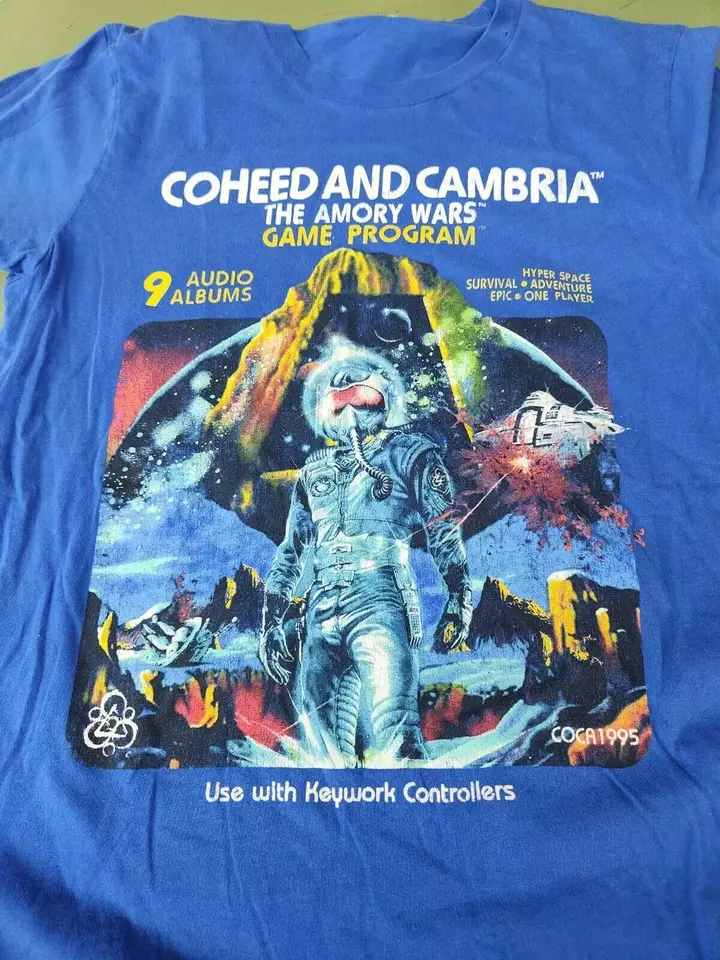 COHEED AND CAMBRIA™
THE AMORY WARS™
GAME PROGRAM™
9 AUDIO
ALBUMS
HYPER SPACE
SURVIVAL • ADVENTURE
EPIC • ONE PLAYER
COCA1995
Use with Keywork Controllers